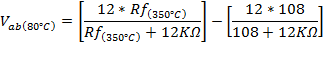 V_{ab(80°C)} = [ 12 * Rf_{(350°C)} / Rf_{(350°C)} + 12KΩ ] − [ 12 * 108 / 108 + 12KΩ ]